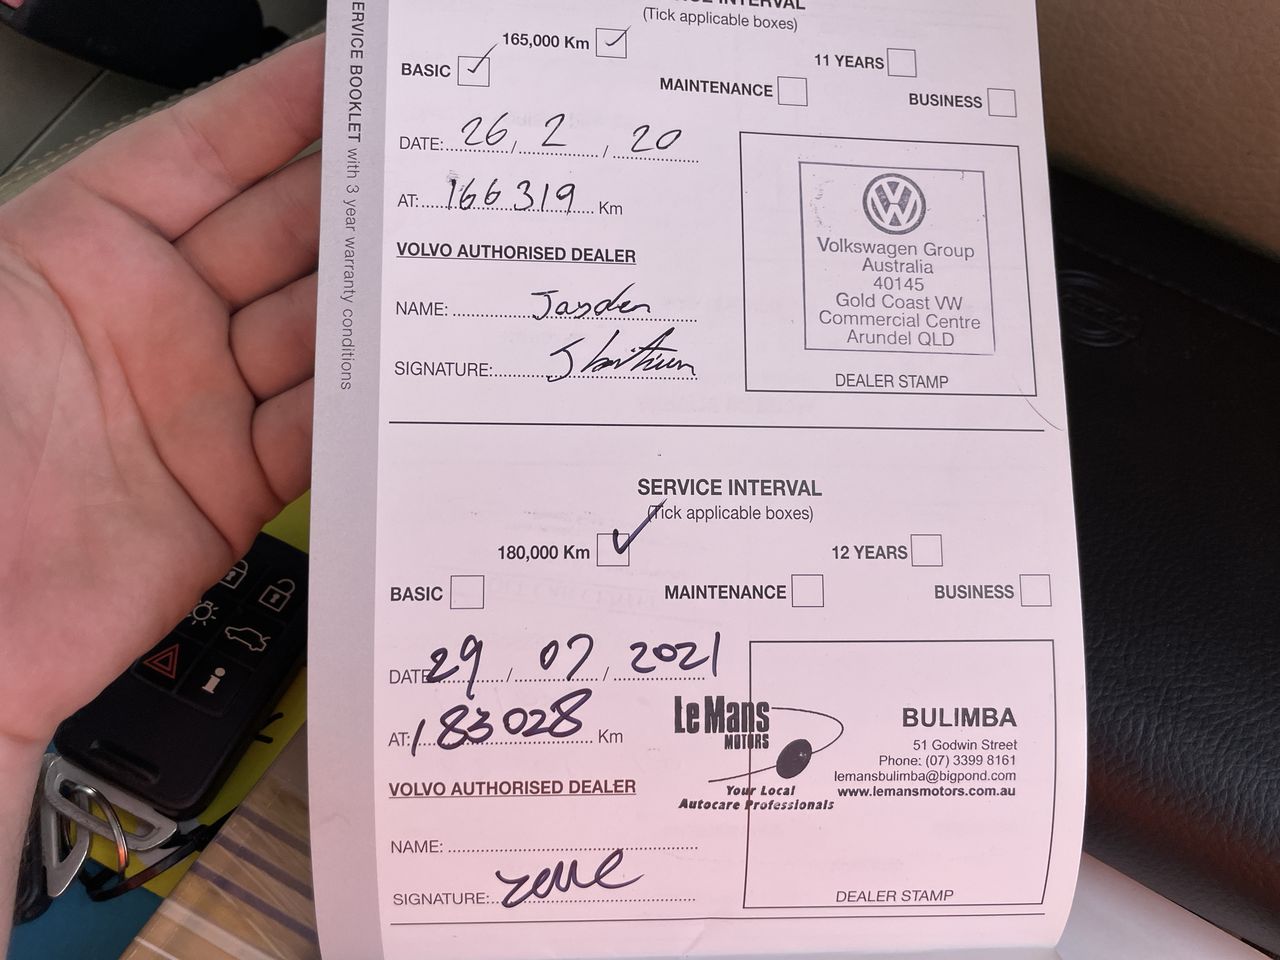 SERVICE BOOKLET with 3 year warranty conditions
INTERVAL
(Tick applicable boxes)
165,000 Km
11 YEARS
BASIC
MAINTENANCE
BUSINESS
DATE: 26 / 2 / 20
AT: 166319 Km
VOLVO AUTHORISED DEALER
NAME: Jayden
SIGNATURE:
Volkswagen Group
Australia
40145
Gold Coast VW
Commercial Centre
Arundel QLD
DEALER STAMP
SERVICE INTERVAL
(Tick applicable boxes)
180,000 Km
12 YEARS
BASIC
MAINTENANCE
BUSINESS
DATE 29 / 07 / 2021
AT: 183028 Km
VOLVO AUTHORISED DEALER
NAME:
SIGNATURE:
Le Mans
MOTORS
Your Local
Autocare Professionals
BULIMBA
51 Godwin Street
Phone: (07) 3399 8161
lemansbulimba@bigpond.com
www.lemansmotors.com.au
DEALER STAMP